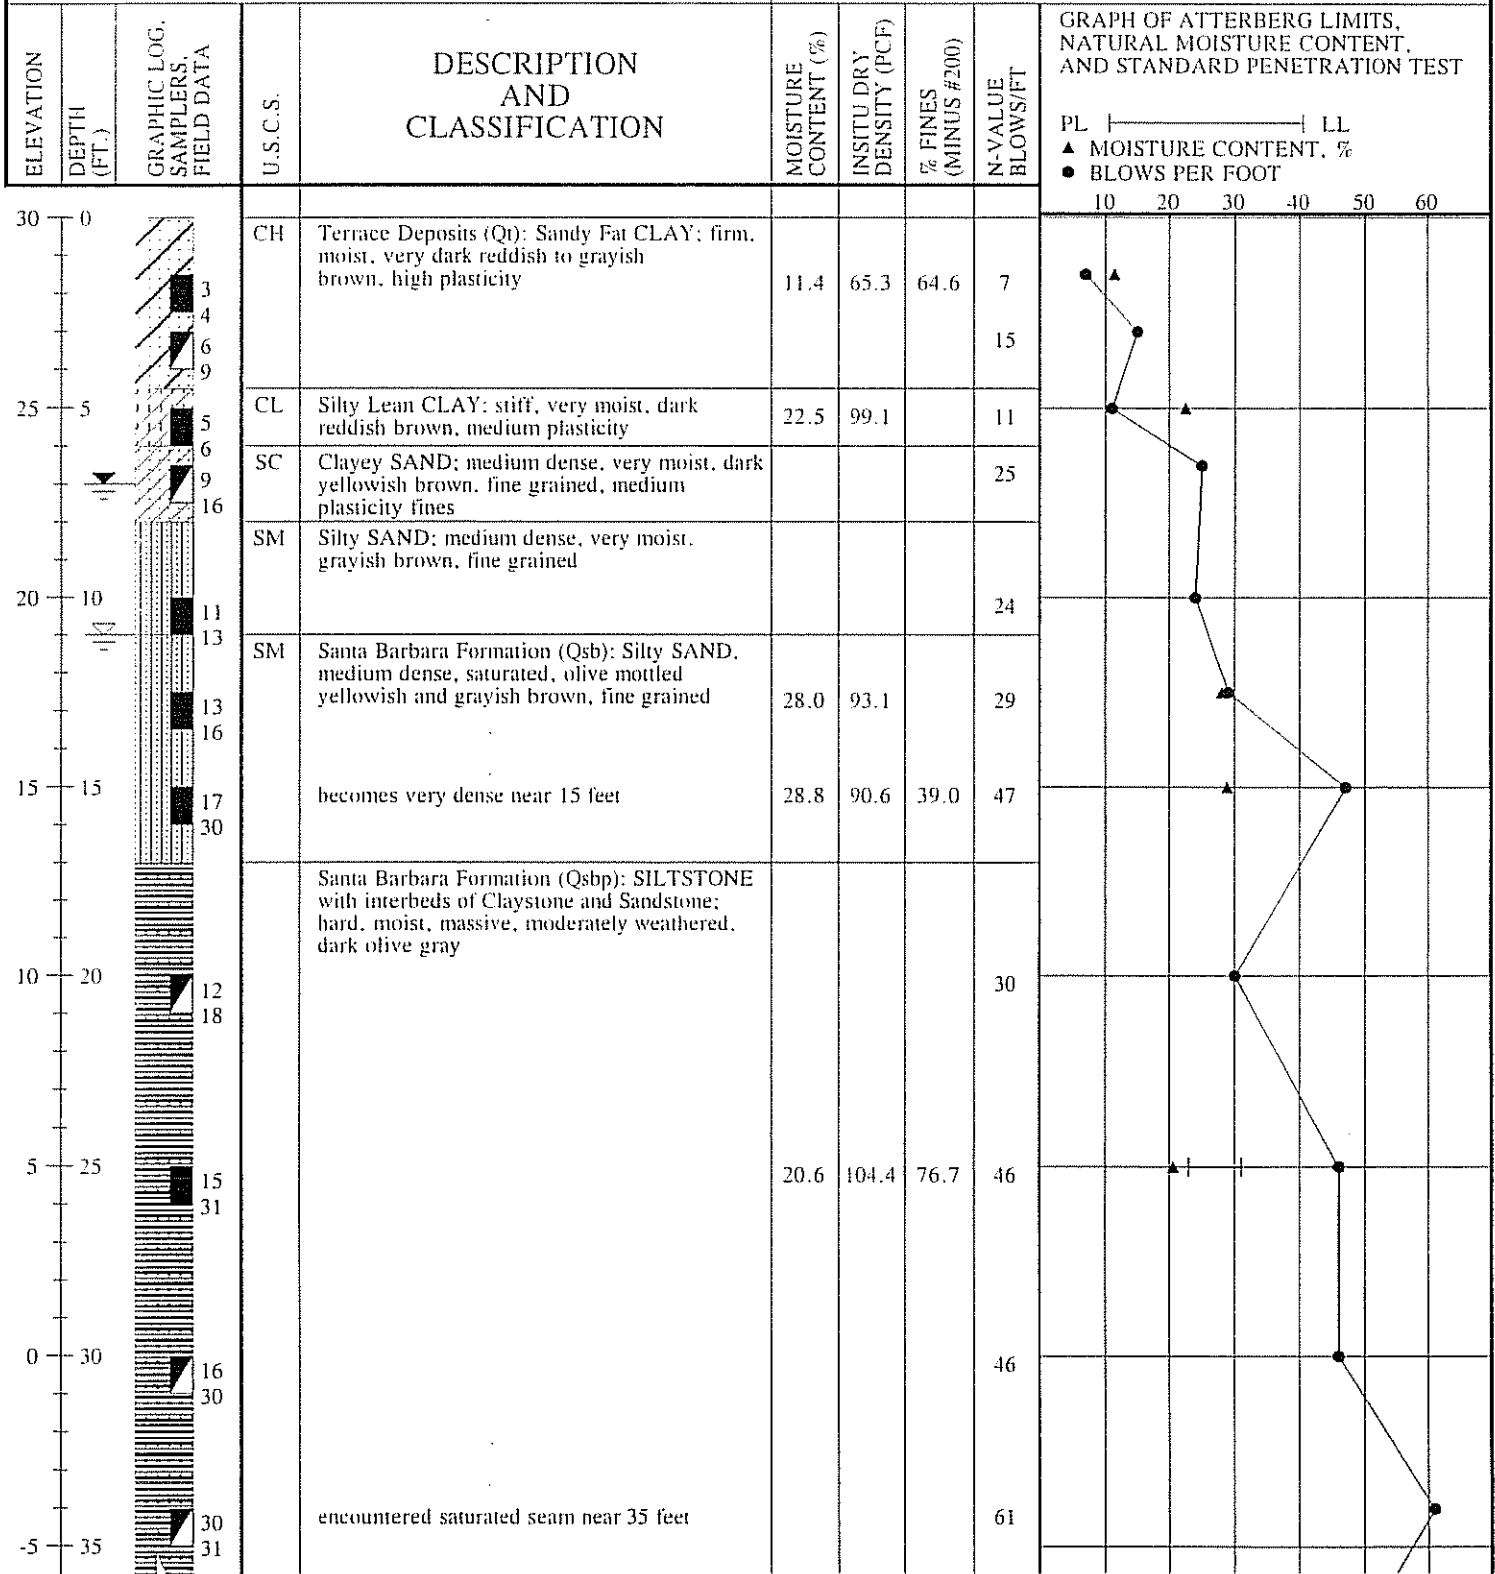 ELEVATION
DEPTH
(FT.)
GRAPHIC LOG,
SAMPLERS,
FIELD DATA
U.S.C.S.
DESCRIPTION
AND
CLASSIFICATION
MOISTURE
CONTENT (%)
INSITU DRY
DENSITY (PCF)
% FINES
(MINUS #200)
N-VALUE
BLOWS/FT
GRAPH OF ATTERBERG LIMITS,
NATURAL MOISTURE CONTENT,
AND STANDARD PENETRATION TEST
PL LL
▲ MOISTURE CONTENT, %
● BLOWS PER FOOT
10 20 30 40 50 60
30 0
CH Terrace Deposits (Qt): Sandy Fat CLAY; firm,
moist, very dark reddish to grayish
brown, high plasticity 11.4 65.3 64.6 7
3
4
15
6
9
25 5
CL Silty Lean CLAY: stiff, very moist, dark
reddish brown, medium plasticity 22.5 99.1 11
5
6
SC Clayey SAND; medium dense, very moist, dark
yellowish brown, fine grained, medium
plasticity fines
25
9
16
SM Silty SAND; medium dense, very moist,
grayish brown, fine grained
20 10
11 24
13
SM Santa Barbara Formation (Qsb): Silty SAND,
medium dense, saturated, olive mottled
yellowish and grayish brown, fine grained 28.0 93.1 29
13
16
15 15
17 becomes very dense near 15 feet 28.8 90.6 39.0 47
30
Santa Barbara Formation (Qsbp): SILTSTONE
with interbeds of Claystone and Sandstone;
hard, moist, massive, moderately weathered,
dark olive gray
10 20
12 30
18
5 25
15 20.6 104.4 76.7 46
31
0 30
16 46
30
30 encountered saturated seam near 35 feet 61
31
-5 35